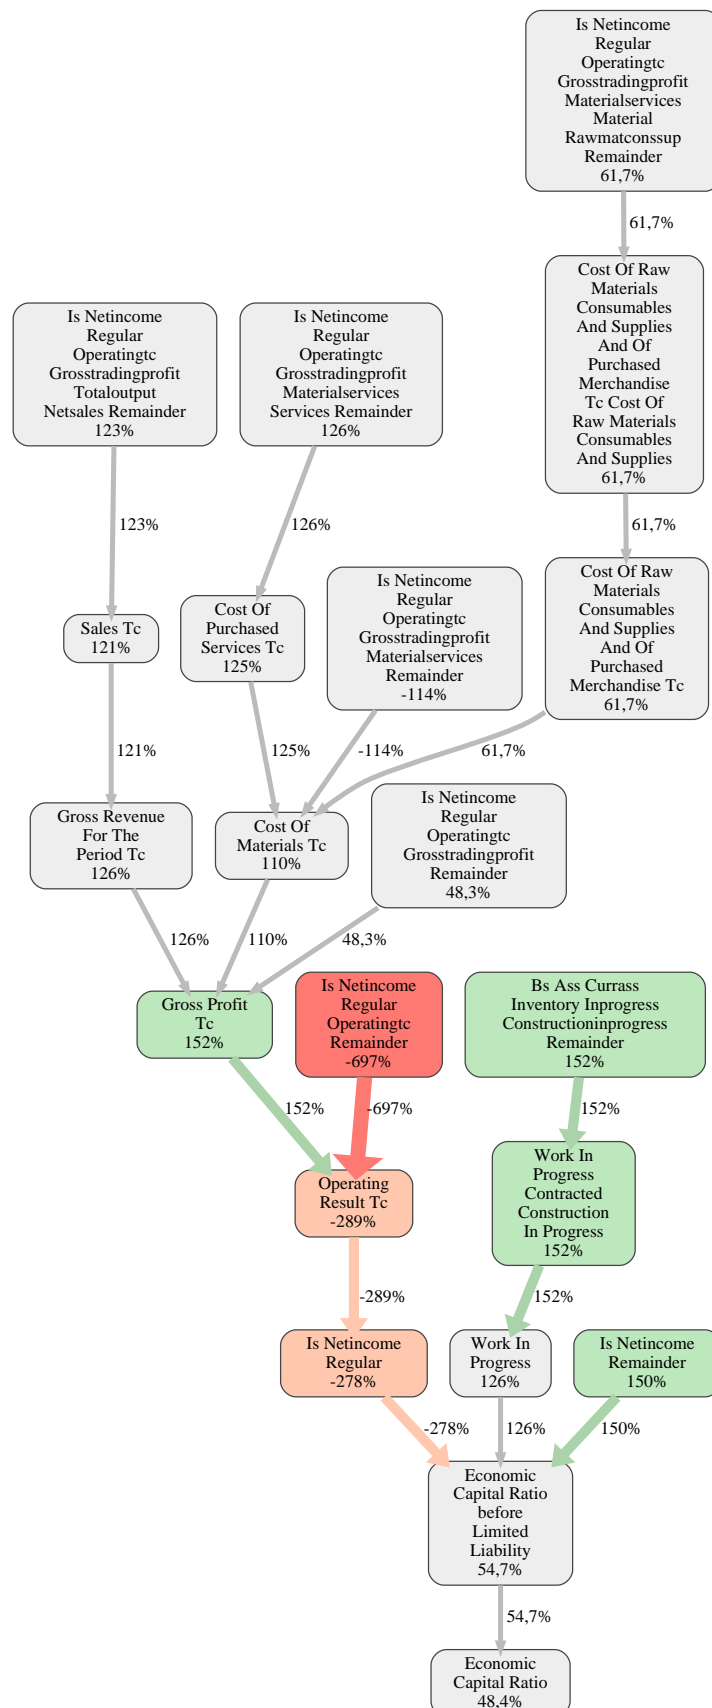 Is Netincome
Regular
Operatingtc
Grosstradingprofit
Materialservices
Material
Rawmatconssup
Remainder
61,7%
61,7%
Cost Of Raw
Materials
Consumables
And Supplies
And Of
Purchased
Merchandise
Tc Cost Of
Raw Materials
Consumables
And Supplies
61,7%
Is Netincome
Regular
Operatingtc
Grosstradingprofit
Totaloutput
Netsales Remainder
123%
Is Netincome
Regular
Operatingtc
Grosstradingprofit
Materialservices
Services Remainder
126%
123%
126%
61,7%
Sales Tc
121%
Cost Of
Purchased
Services Tc
125%
Is Netincome
Regular
Operatingtc
Grosstradingprofit
Materialservices
Remainder
-114%
Cost Of Raw
Materials
Consumables
And Supplies
And Of
Purchased
Merchandise Tc
61,7%
121%
125%
-114%
61,7%
Gross Revenue
For The
Period Tc
126%
Cost Of
Materials Tc
110%
Is Netincome
Regular
Operatingtc
Grosstradingprofit
Remainder
48,3%
126%
110%
48,3%
Gross Profit
Tc
152%
Is Netincome
Regular
Operatingtc
Remainder
-697%
Bs Ass Currass
Inventory Inprogress
Constructioninprogress
Remainder
152%
152%
-697%
152%
Operating
Result Tc
-289%
Work In
Progress
Contracted
Construction
In Progress
152%
-289%
152%
Is Netincome
Regular
-278%
Work In
Progress
126%
Is Netincome
Remainder
150%
-278%
126%
150%
Economic
Capital Ratio
before
Limited
Liability
54,7%
54,7%
Economic
Capital Ratio
48,4%